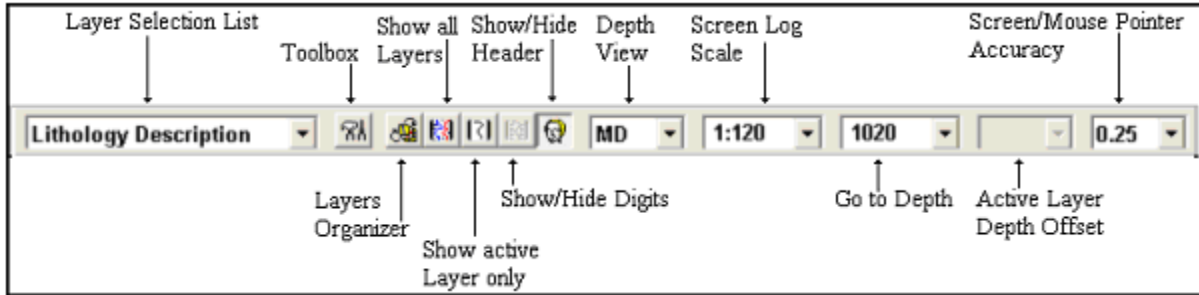 Layer Selection List
Toolbox
Show all
Layers
Show/Hide
Header
Depth
View
Screen Log
Scale
Screen/Mouse Pointer
Accuracy
Lithology Description
MD
1:120
1020
0.25
Layers
Organizer
Show active
Layer only
Show/Hide Digits
Go to Depth
Active Layer
Depth Offset